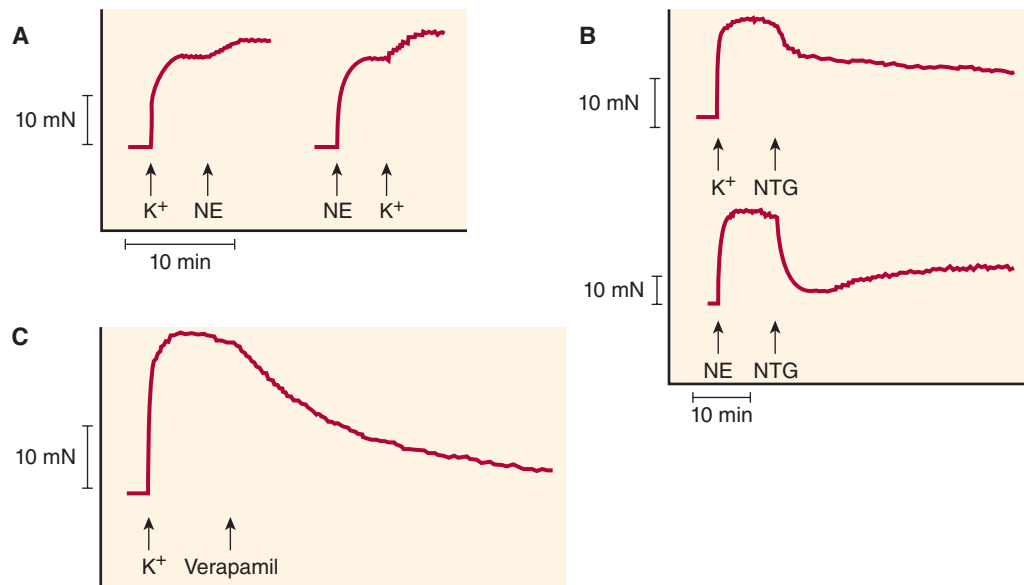 A
10 mN
K+ NE NE K+
10 min
B
10 mN
K+ NTG
10 mN
NE NTG
10 min
C
10 mN
K+ Verapamil